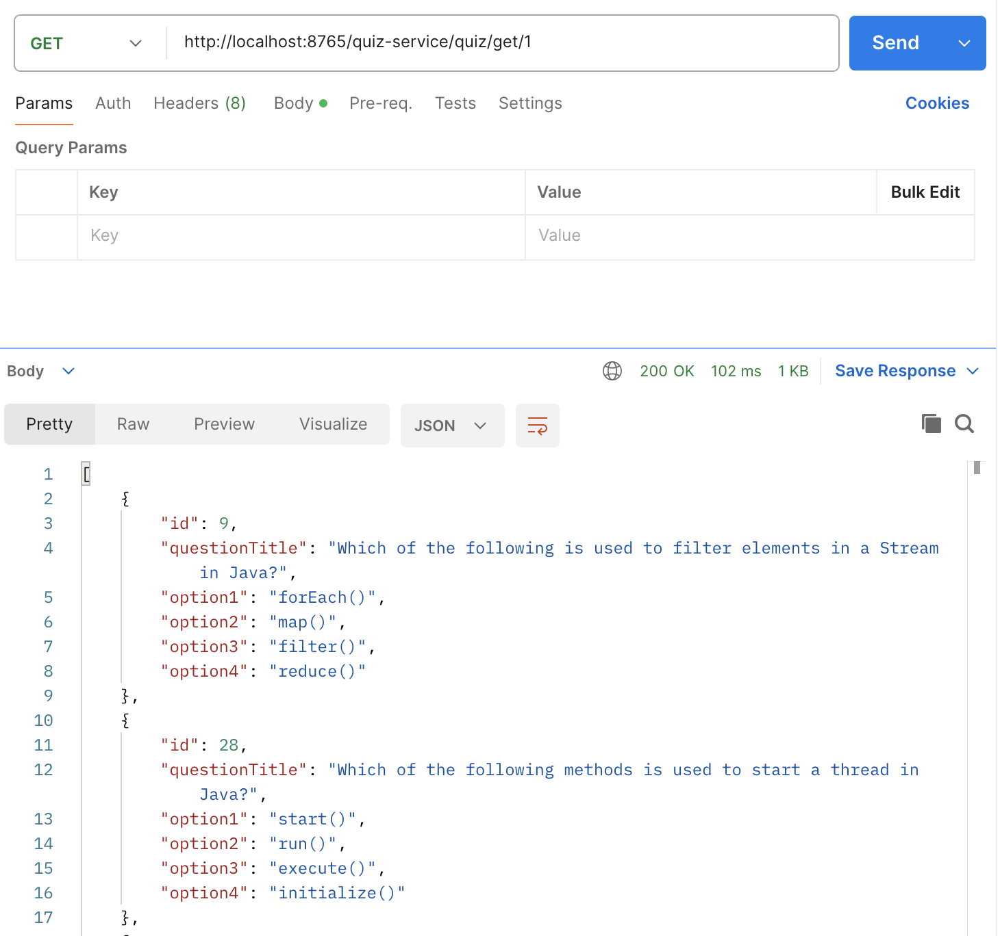 GET http://localhost:8765/quiz-service/quiz/get/1 Send
Params Auth Headers (8) Body Pre-req. Tests Settings Cookies
Query Params
Key Value Bulk Edit
Key Value
Body 200 OK 102 ms 1 KB Save Response
Pretty Raw Preview Visualize JSON
1 [
2 {
3 "id": 9,
4 "questionTitle": "Which of the following is used to filter elements in a Stream
in Java?",
5 "option1": "forEach()",
6 "option2": "map()",
7 "option3": "filter()",
8 "option4": "reduce()"
9 },
10 {
11 "id": 28,
12 "questionTitle": "Which of the following methods is used to start a thread in
Java?",
13 "option1": "start()",
14 "option2": "run()",
15 "option3": "execute()",
16 "option4": "initialize()"
17 },